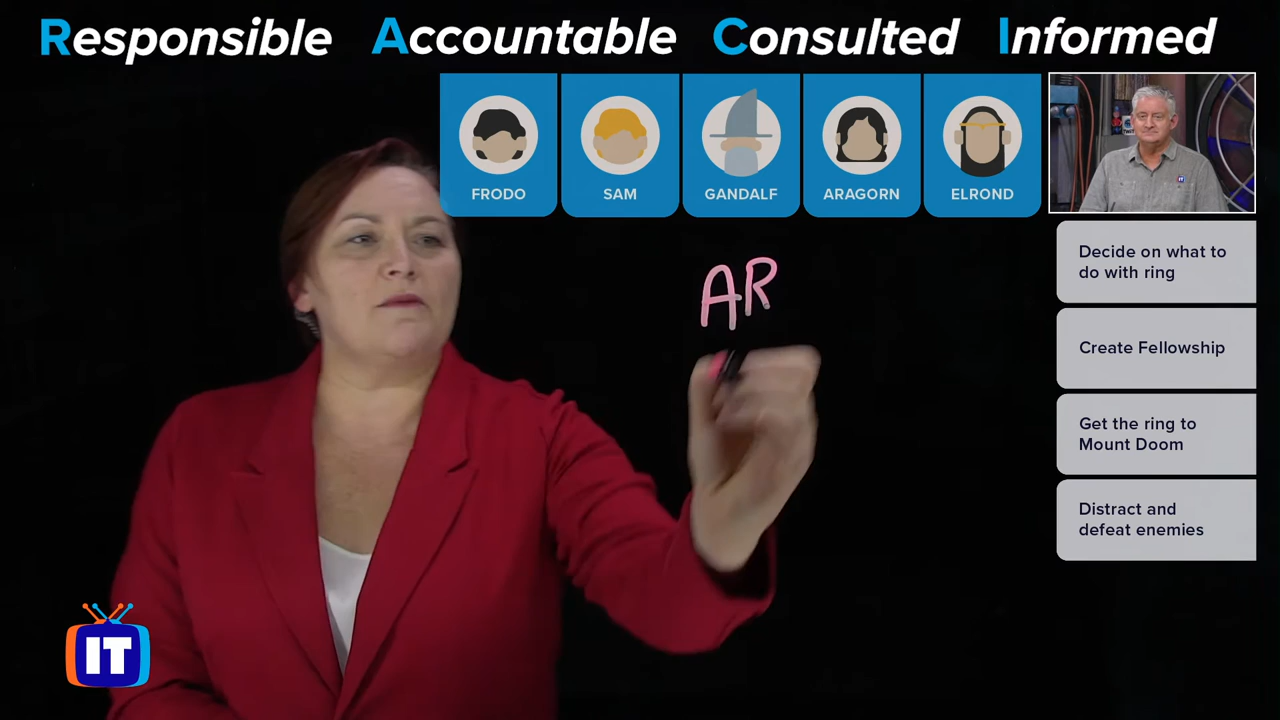 Responsible Accountable Consulted Informed
FRODO SAM GANDALF ARAGORN ELROND
AR
Decide on what to
do with ring
Create Fellowship
Get the ring to
Mount Doom
Distract and
defeat enemies
IT